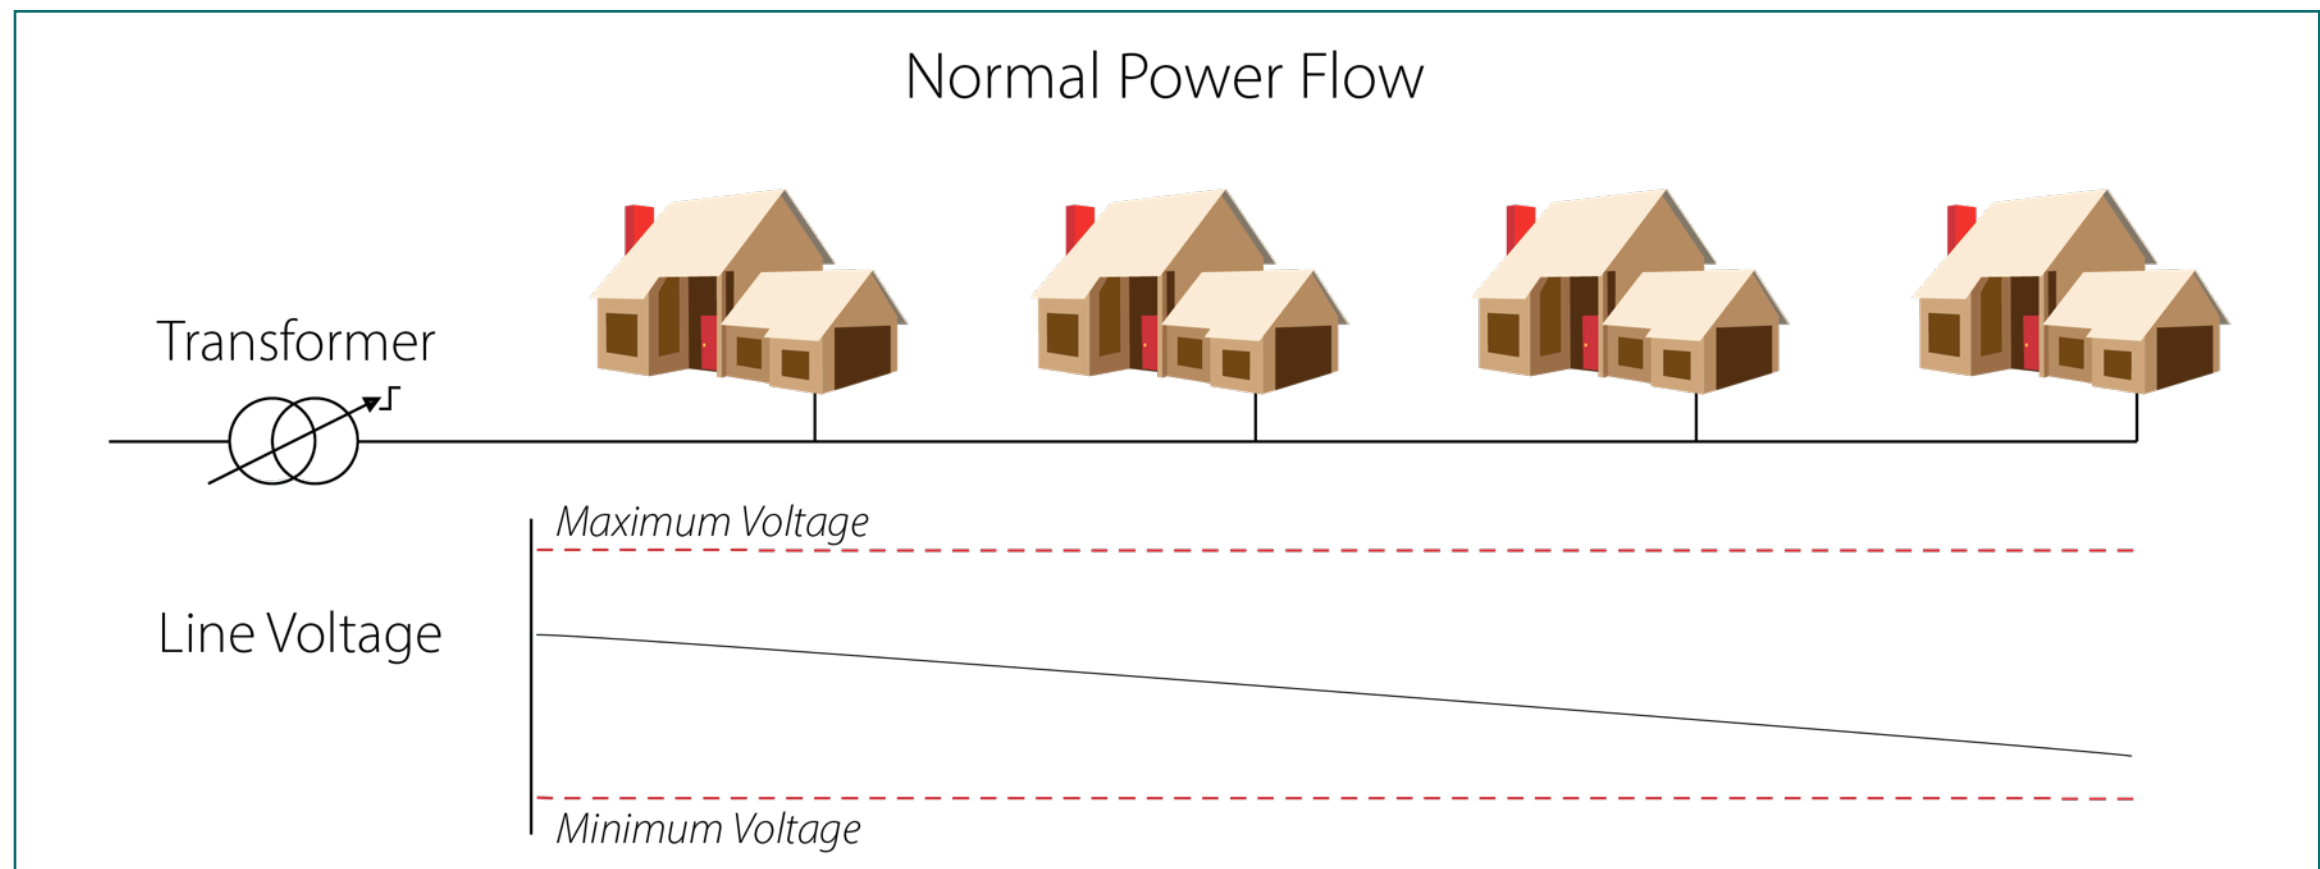 Normal Power Flow
Transformer
Maximum Voltage
Line Voltage
Minimum Voltage